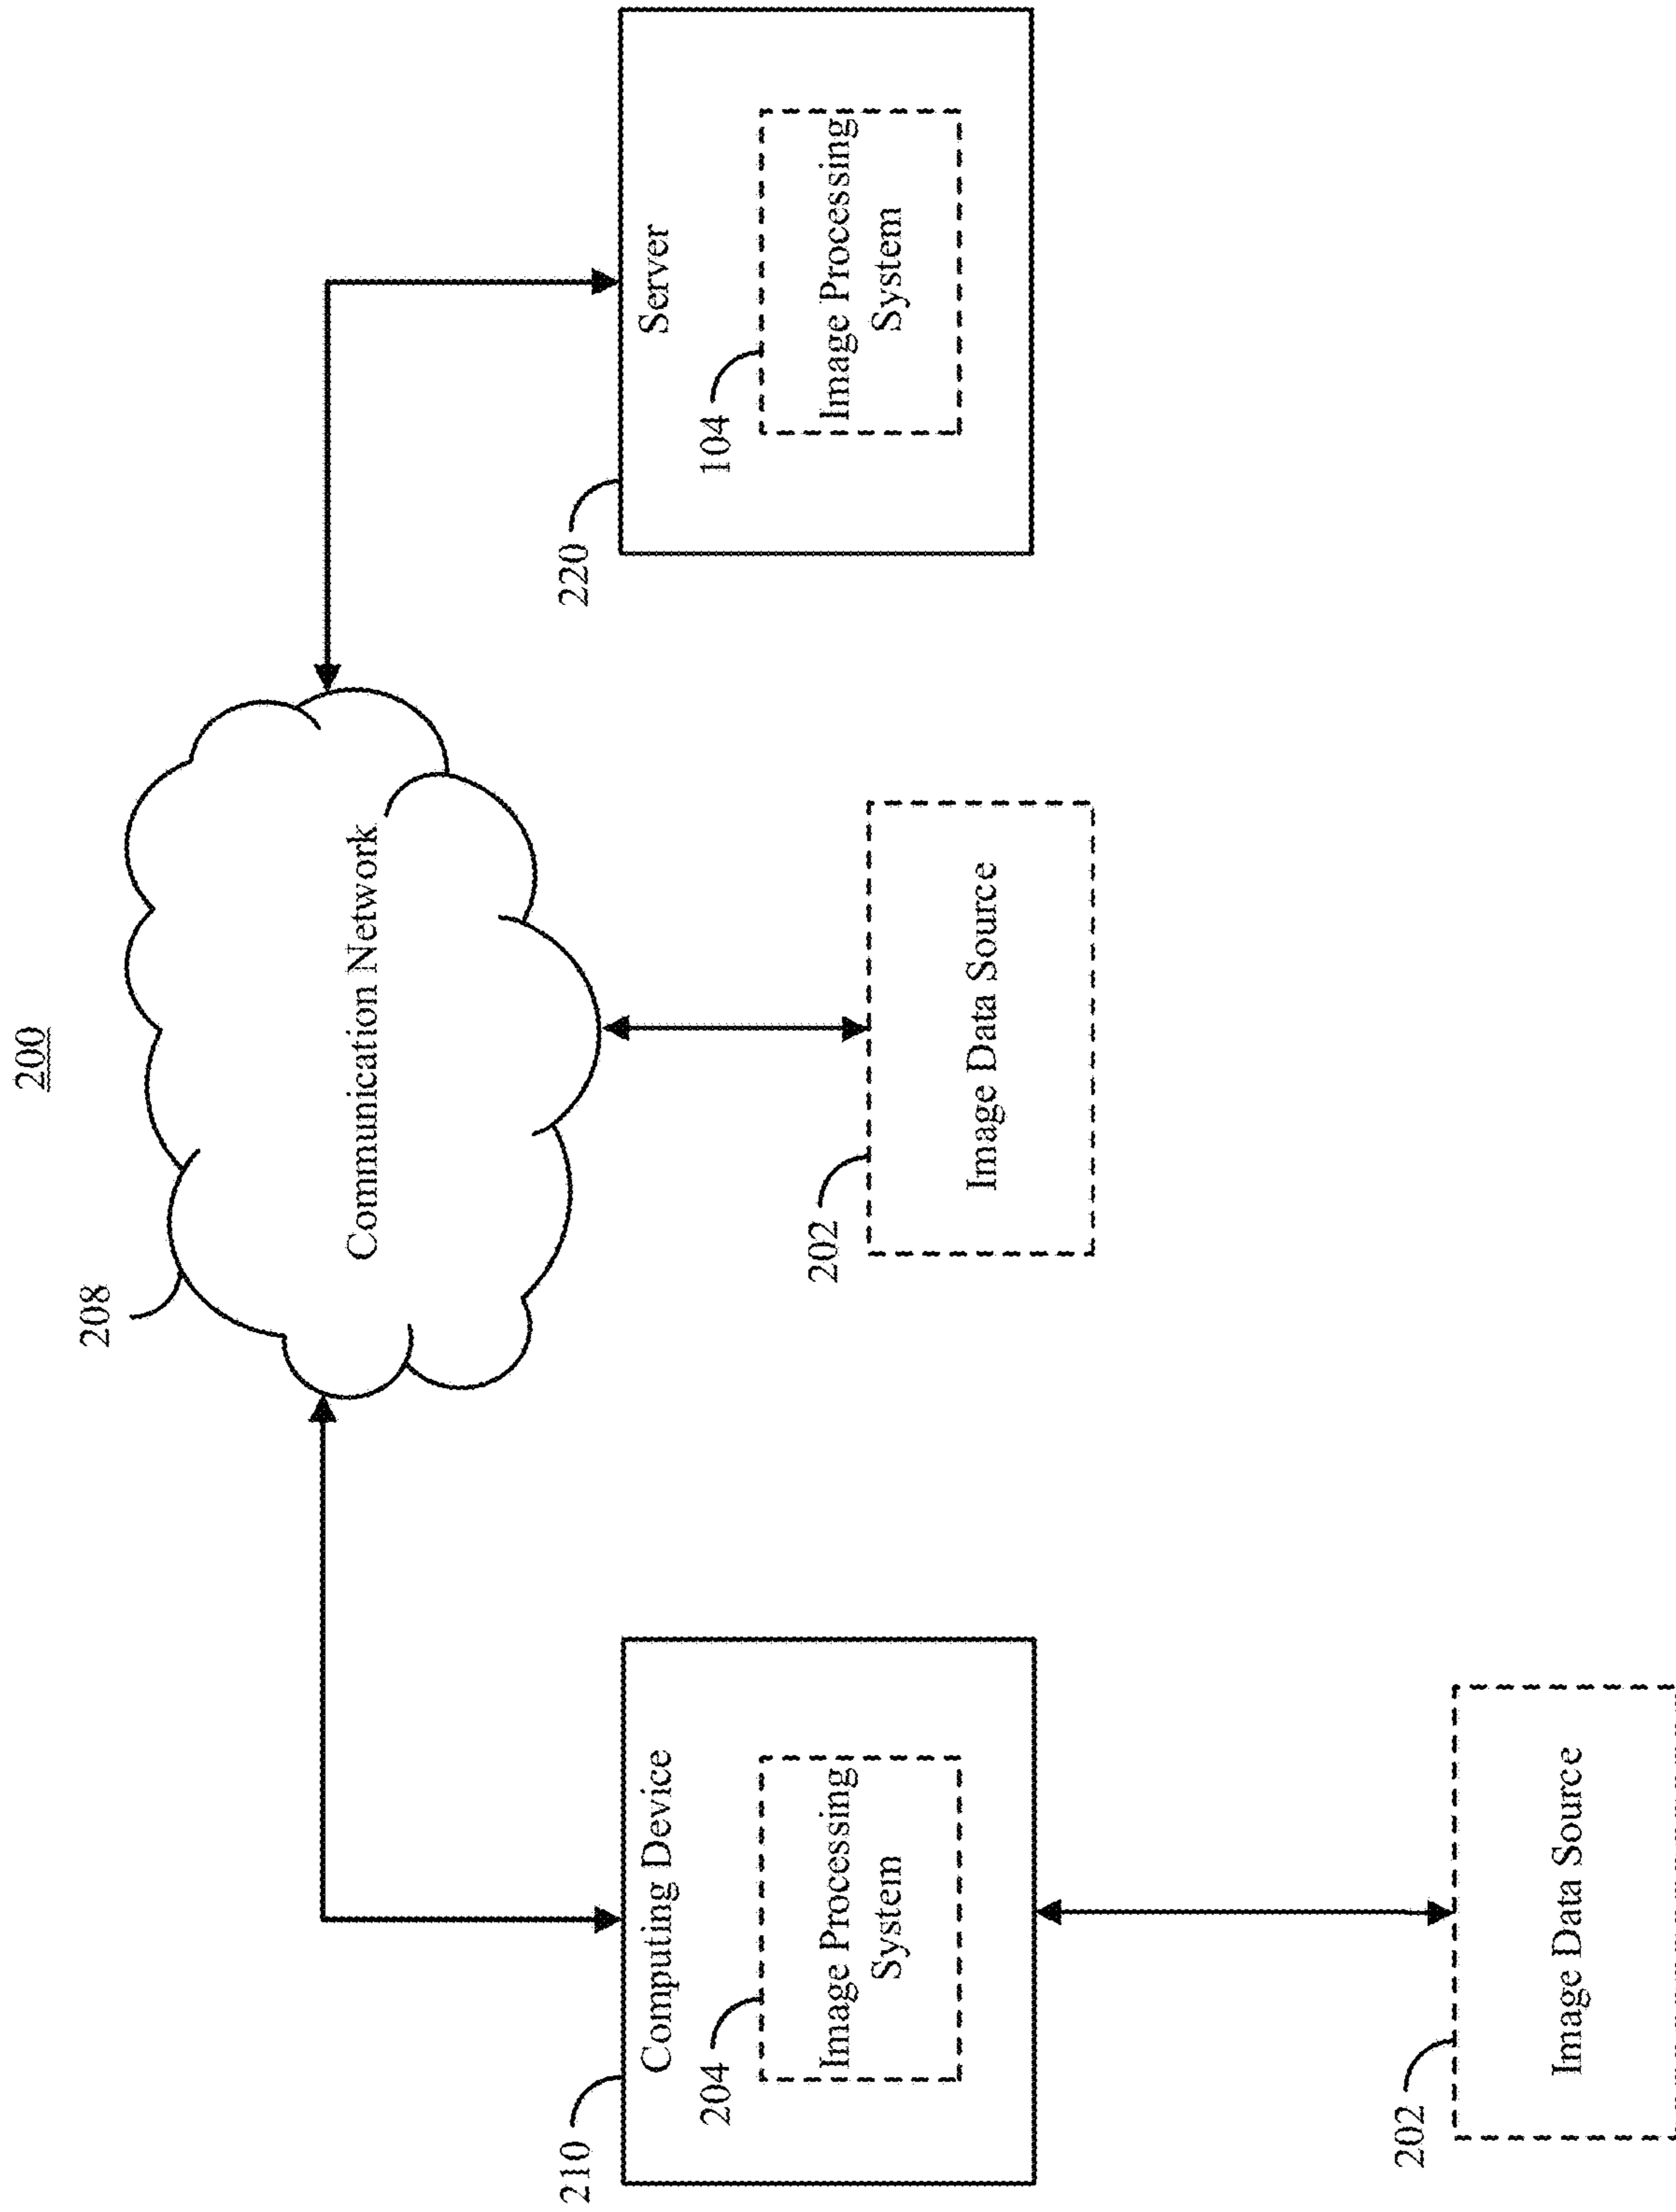 200
208
Communication Network
210
Computing Device
204
Image Processing
System
202
Image Data Source
202
Image Data Source
220
Server
104
Image Processing
System